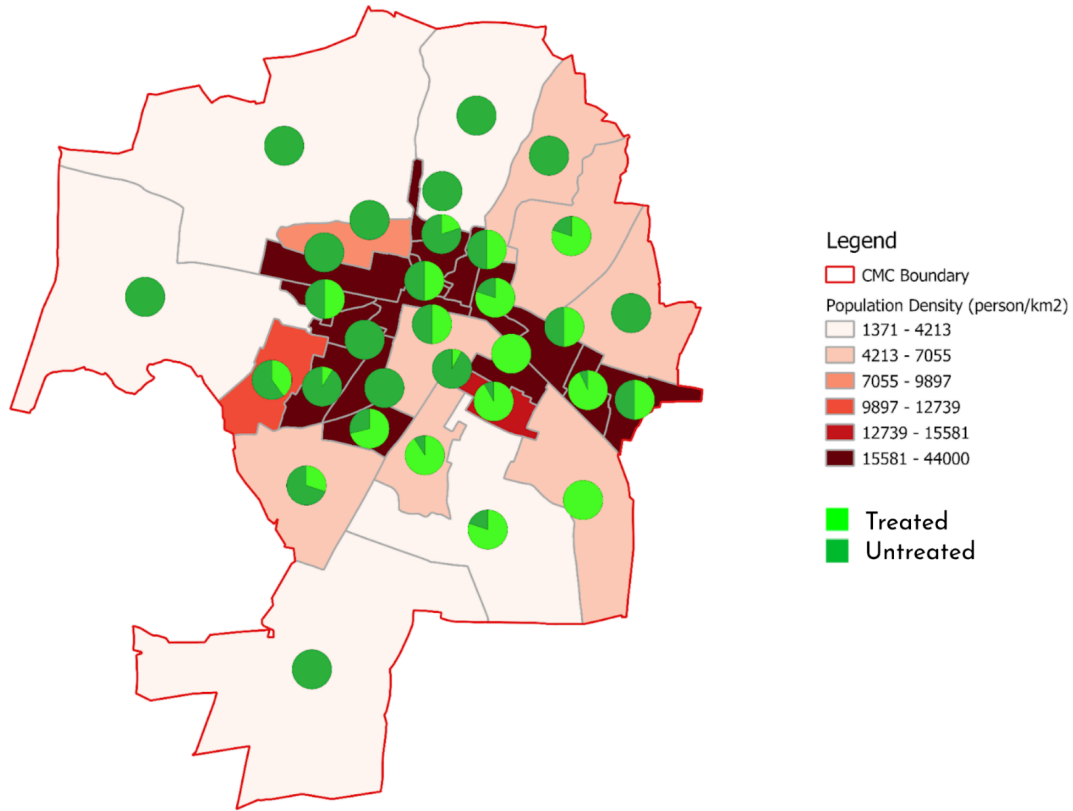 Legend
CMC Boundary
Population Density (person/km2)
1371 - 4213
4213 - 7055
7055 - 9897
9897 - 12739
12739 - 15581
15581 - 44000
Treated
Untreated